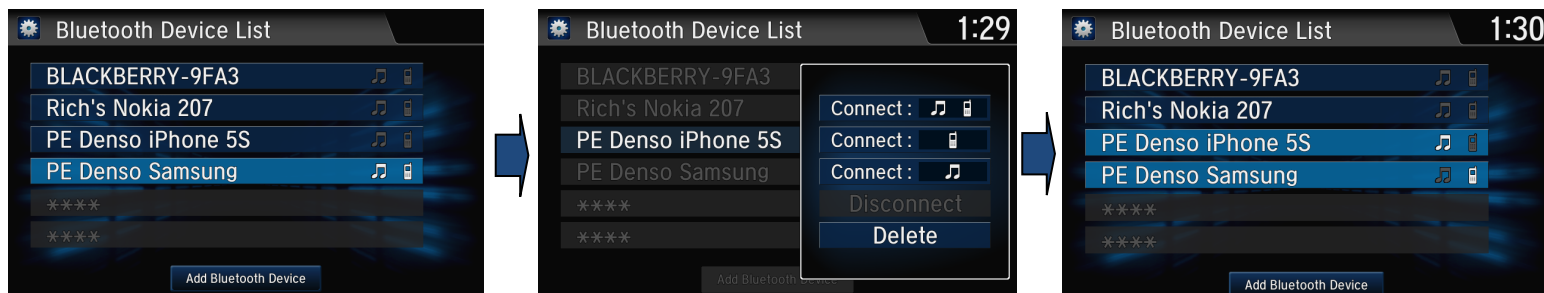 Bluetooth Device List
BLACKBERRY-9FA3
Rich's Nokia 207
PE Denso iPhone 5S
PE Denso Samsung
****
****
Add Bluetooth Device
Bluetooth Device List 1:29
BLACKBERRY-9FA3
Rich's Nokia 207
PE Denso iPhone 5S
PE Denso Samsung
****
****
Add Bluetooth Device
Connect :
Connect :
Connect :
Disconnect
Delete
Bluetooth Device List 1:30
BLACKBERRY-9FA3
Rich's Nokia 207
PE Denso iPhone 5S
PE Denso Samsung
****
****
Add Bluetooth Device